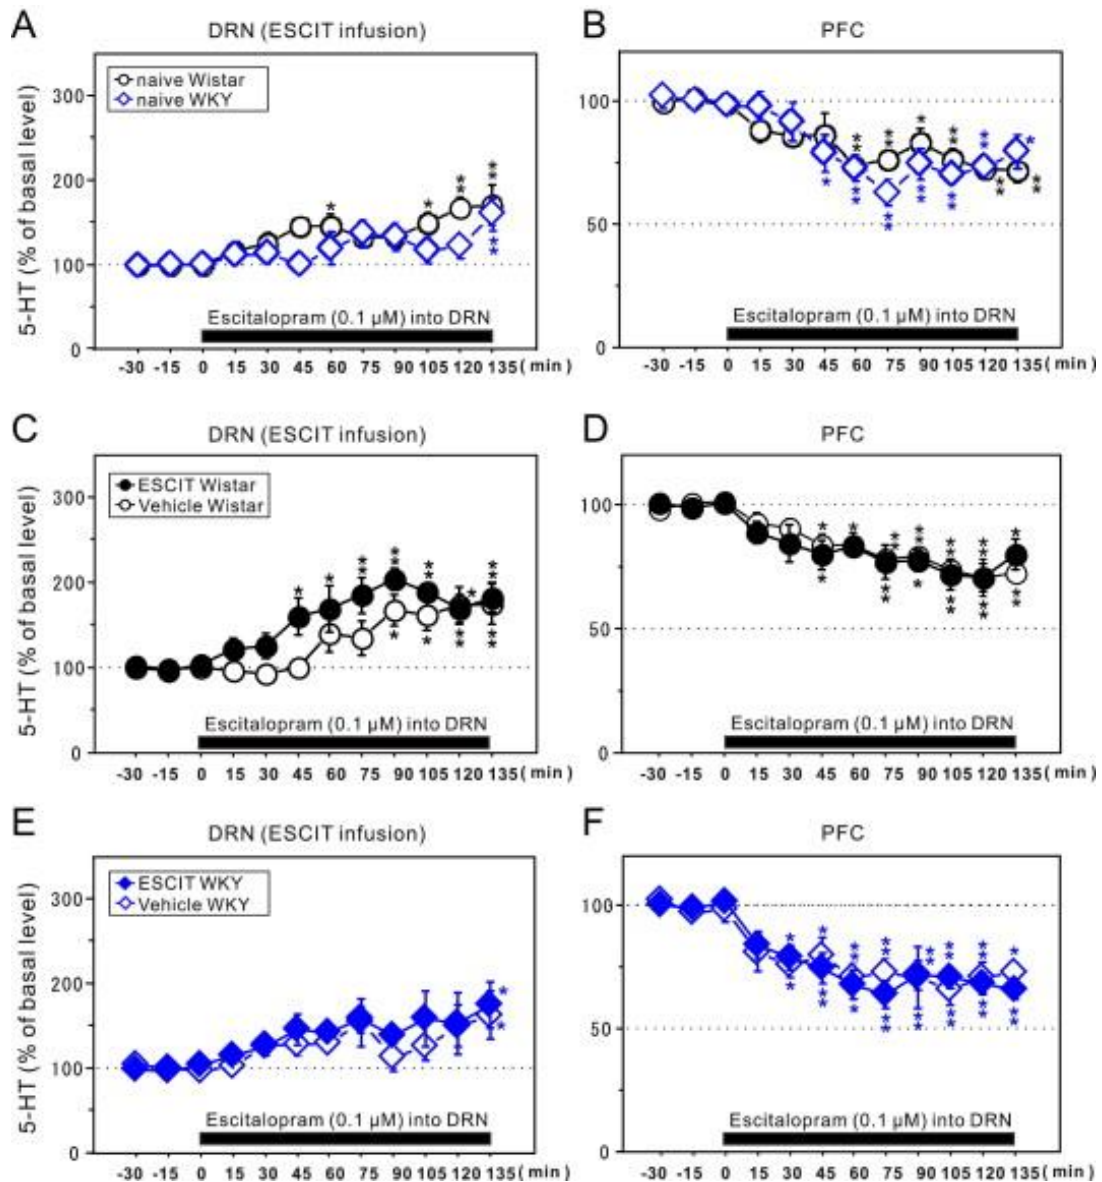 A
DRN (ESCIT infusion)
B
PFC
5-HT (% of basal level)
300
200
100
0
naive Wistar
naive WKY
* ** * ** **
**
Escitalopram (0.1 µM) into DRN
-30 -15 0 15 30 45 60 75 90 105 120 135 (min)
100
50
0
Escitalopram (0.1 µM) into DRN
-30 -15 0 15 30 45 60 75 90 105 120 135 (min)
C
DRN (ESCIT infusion)
D
PFC
5-HT (% of basal level)
300
200
100
0
ESCIT Wistar
Vehicle Wistar
Escitalopram (0.1 µM) into DRN
-30 -15 0 15 30 45 60 75 90 105 120 135 (min)
100
50
0
Escitalopram (0.1 µM) into DRN
-30 -15 0 15 30 45 60 75 90 105 120 135 (min)
E
DRN (ESCIT infusion)
F
PFC
5-HT (% of basal level)
300
200
100
0
ESCIT WKY
Vehicle WKY
Escitalopram (0.1 µM) into DRN
-30 -15 0 15 30 45 60 75 90 105 120 135 (min)
100
50
0
Escitalopram (0.1 µM) into DRN
-30 -15 0 15 30 45 60 75 90 105 120 135 (min)